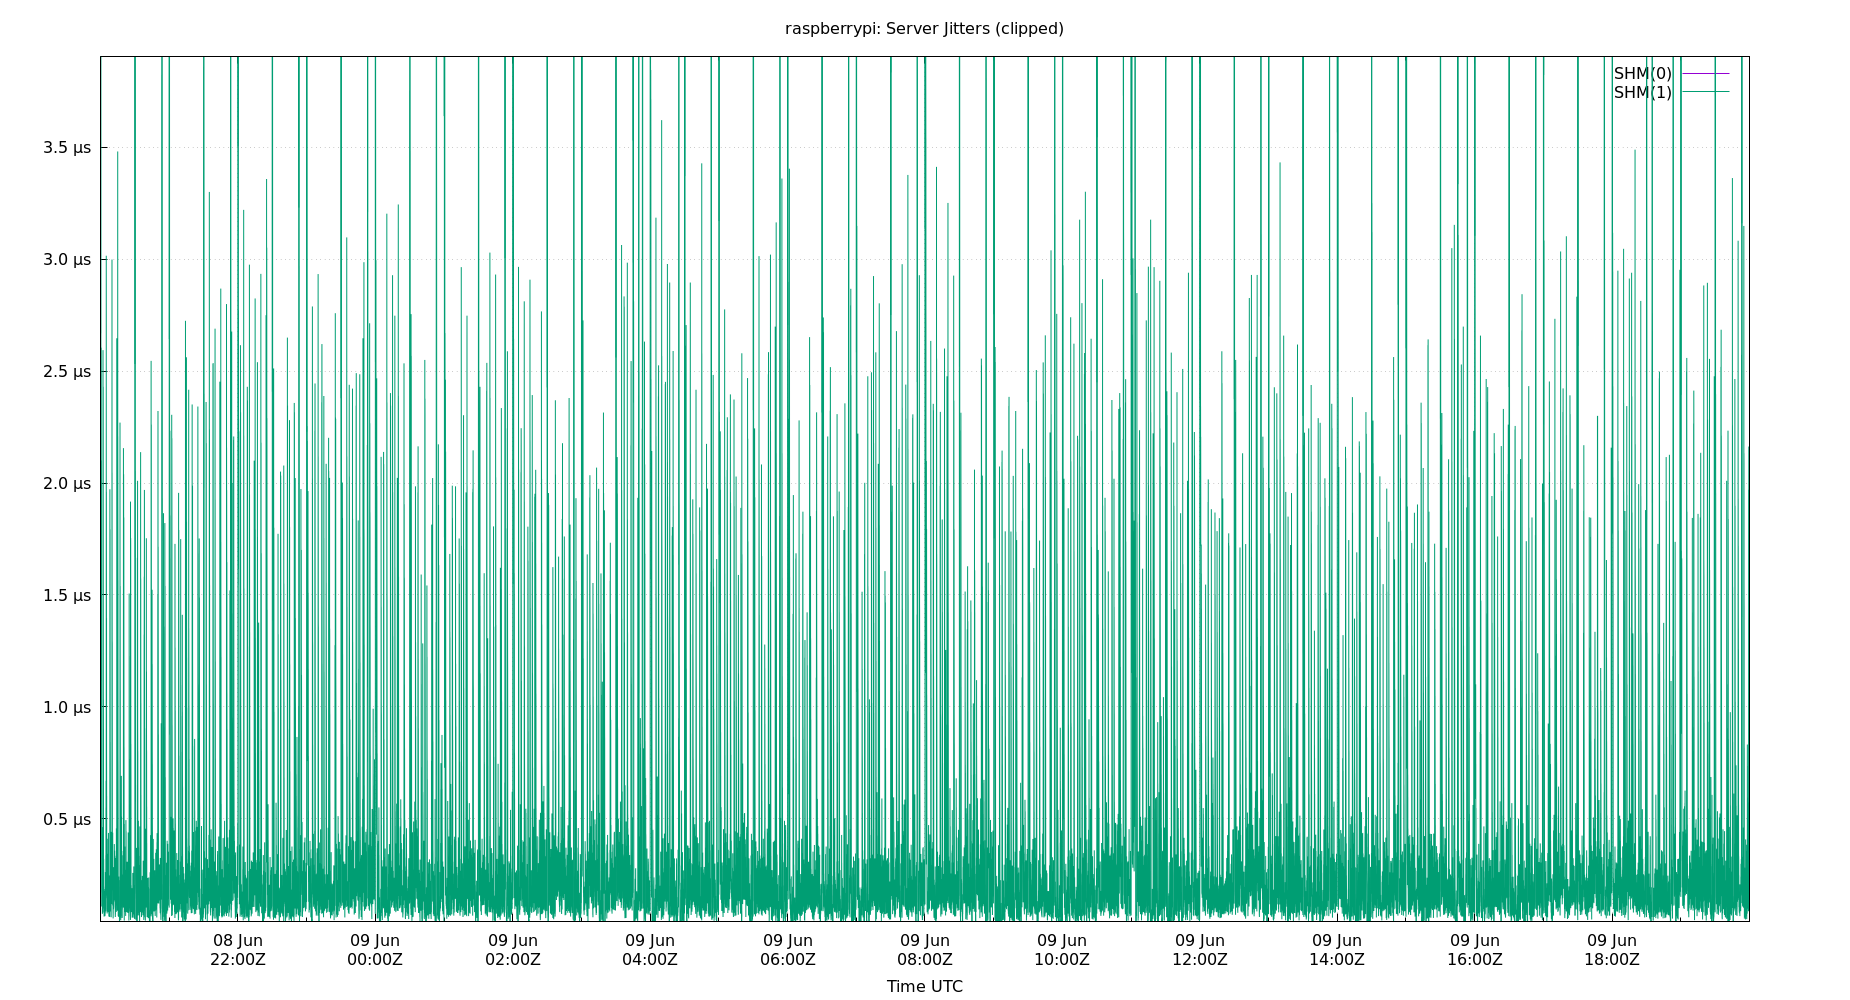 raspberrypi: Server Jitters (clipped)
SHM(0)
SHM(1)
3.5 µs
3.0 µs
2.5 µs
2.0 µs
1.5 µs
1.0 µs
0.5 µs
08 Jun 09 Jun 09 Jun 09 Jun 09 Jun 09 Jun 09 Jun 09 Jun 09 Jun 09 Jun 09 Jun
22:00Z 00:00Z 02:00Z 04:00Z 06:00Z 08:00Z 10:00Z 12:00Z 14:00Z 16:00Z 18:00Z
Time UTC